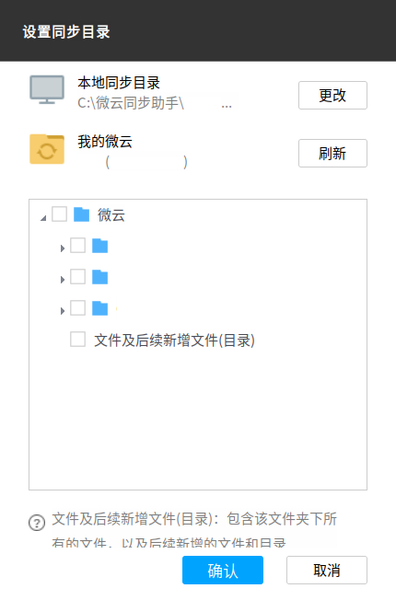 设置同步目录
本地同步目录
C:\微云同步助手\ ...
更改
我的微云
( )
刷新
微云
文件及后续新增文件(目录)
文件及后续新增文件(目录)：包含该文件夹下所
有的文件，以及后续新增的文件和目录
确认
取消